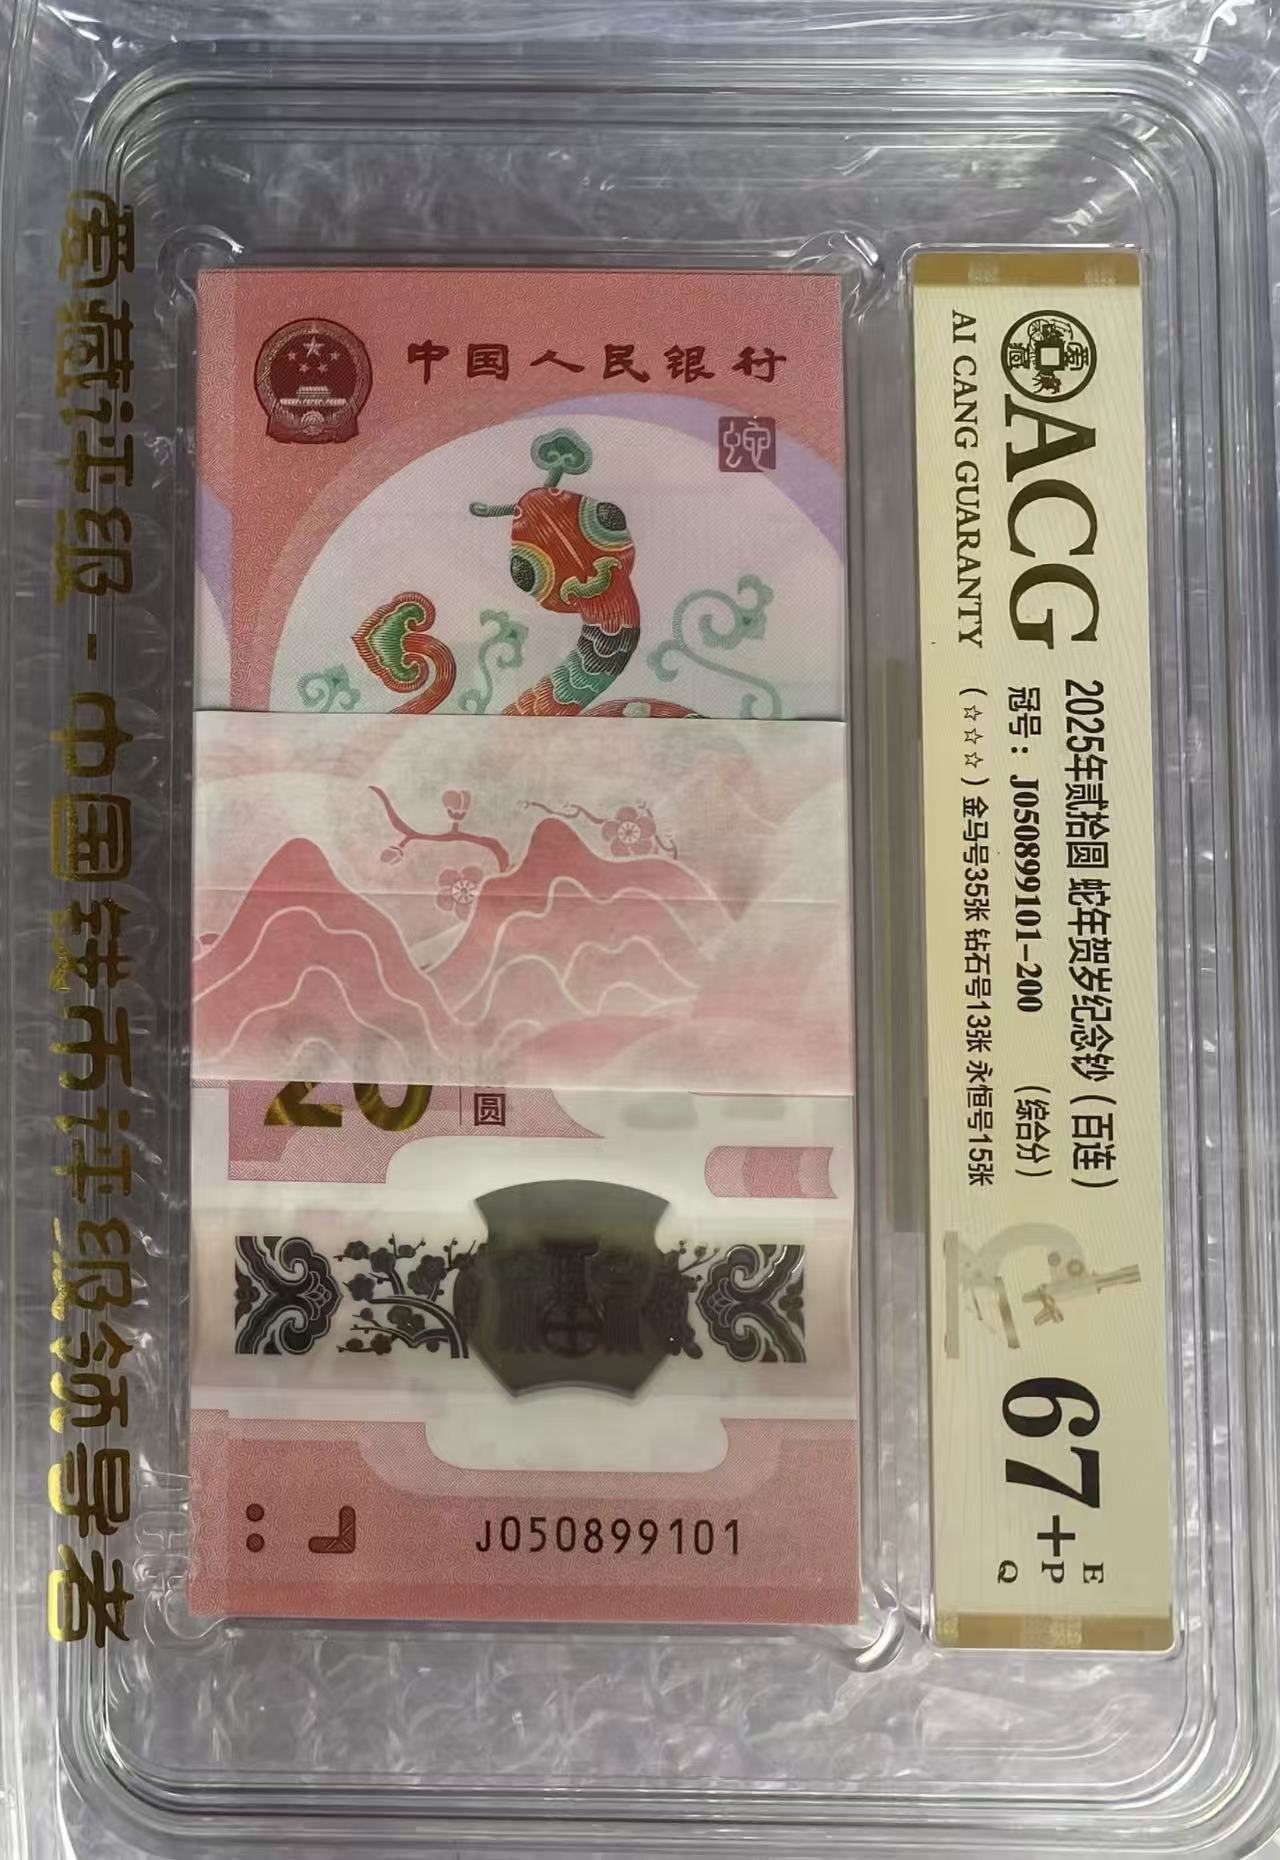 爱藏评级-中国钱币评级领导者
中国人民银行
蛇
20
圆
J050899101
ACG
AI CANG GUARANTY
2025年贰拾圆 蛇年贺岁纪念钞（百连）
冠号：J050899101-200 （综合分）
（☆☆☆）金马号35张 钻石号13张 永恒号15张
67+
E
P
Q